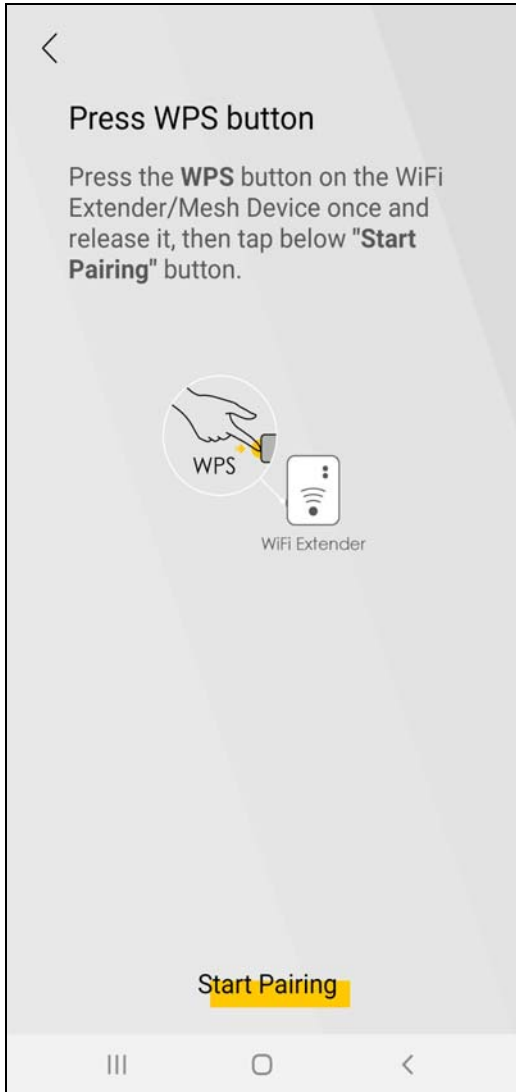 Press WPS button
Press the WPS button on the WiFi
Extender/Mesh Device once and
release it, then tap below "Start
Pairing" button.
WPS
WiFi Extender
Start Pairing